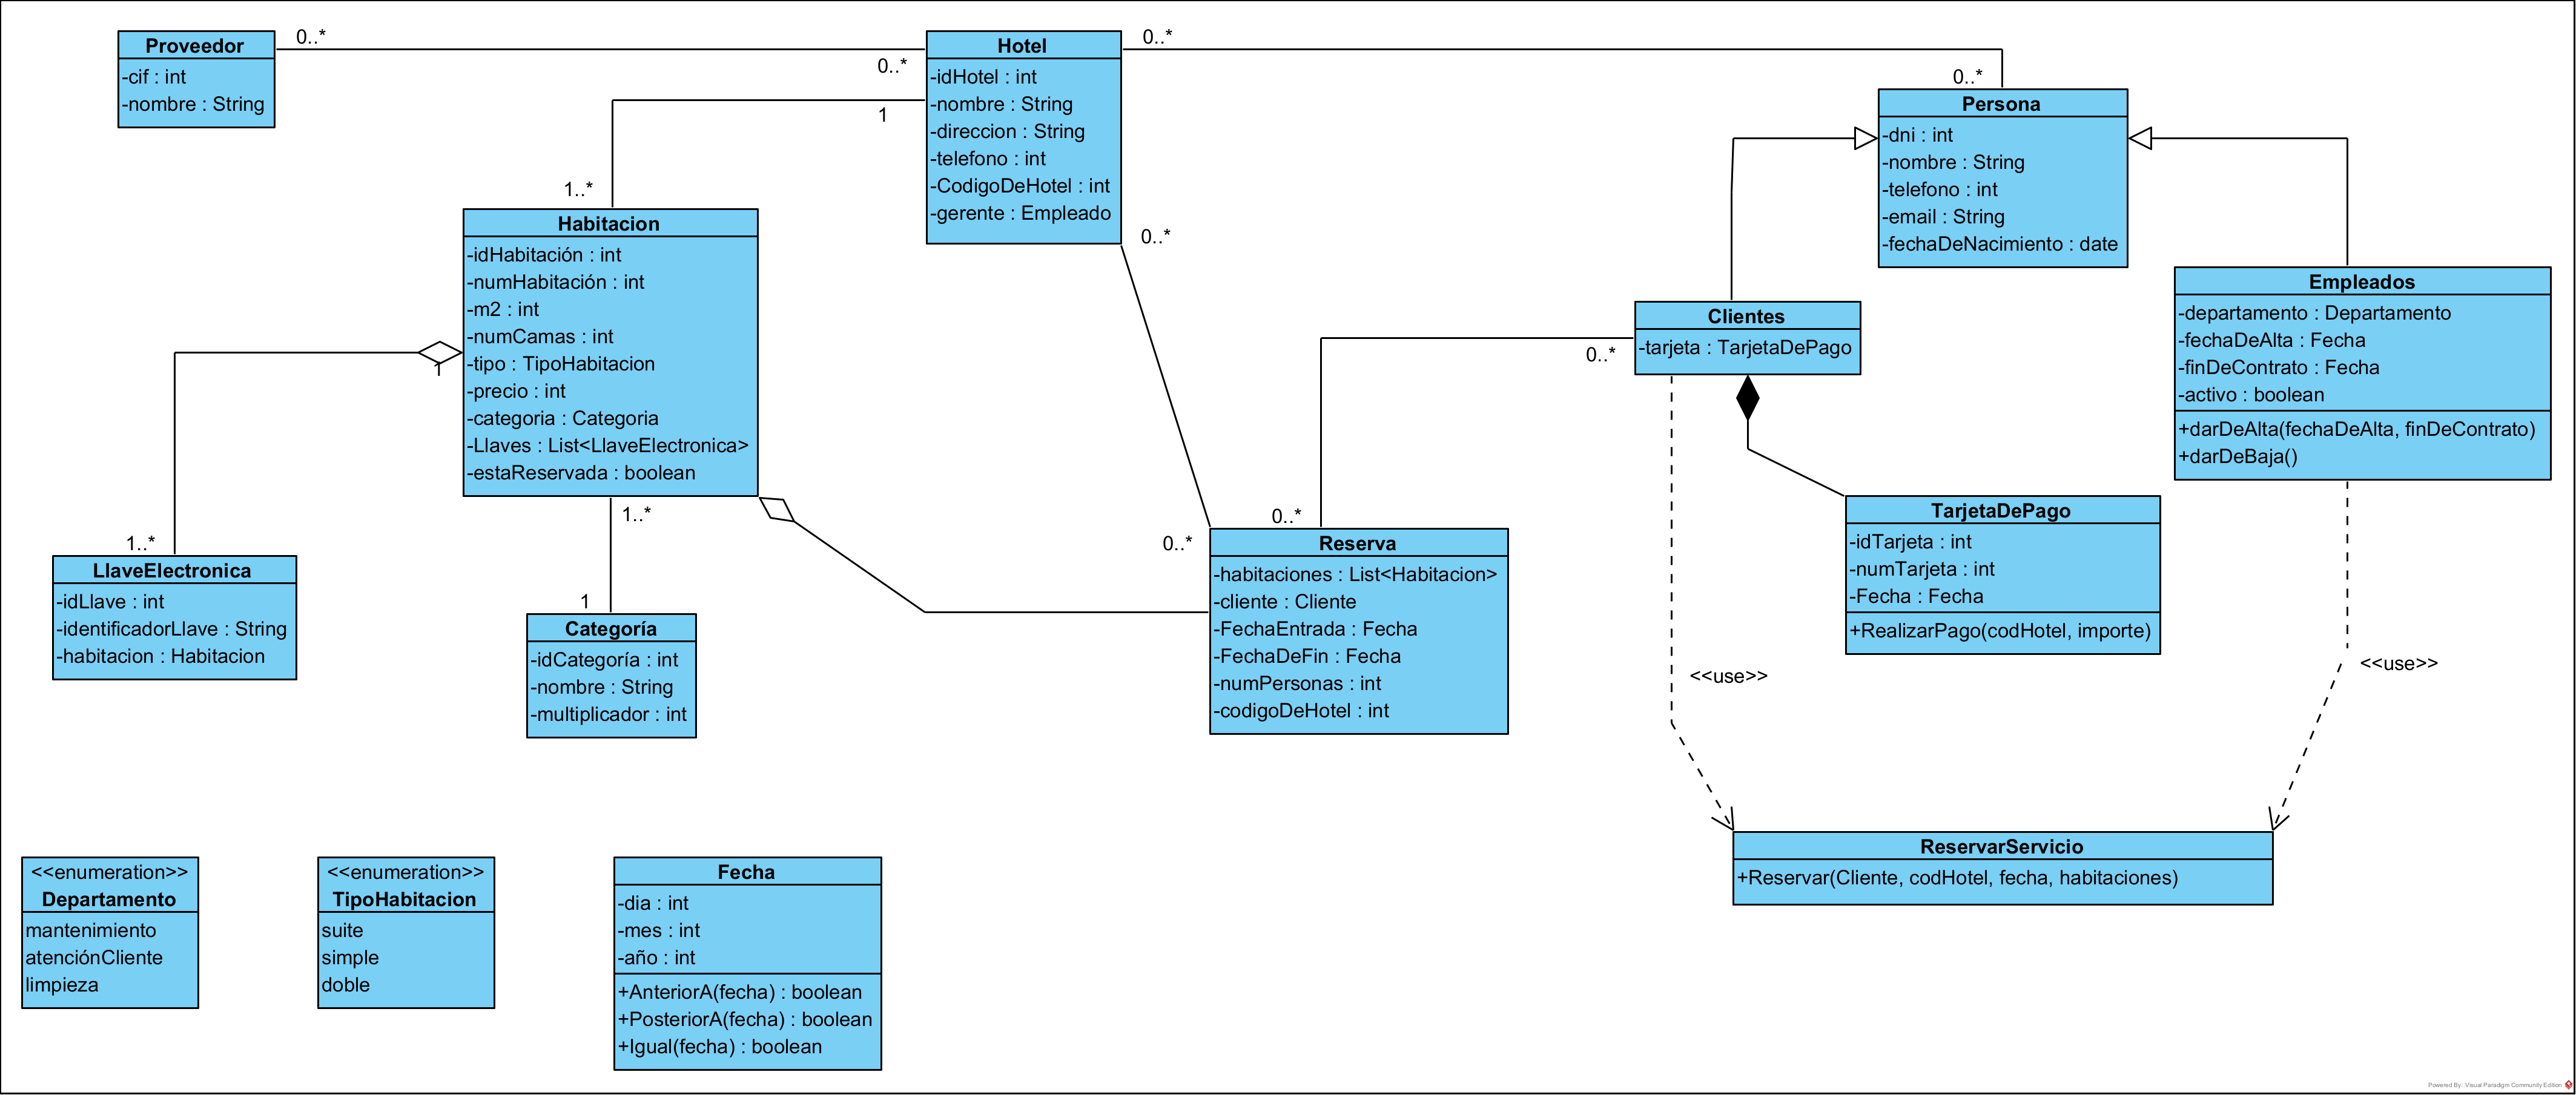 Proveedor
-cif : int
-nombre : String
0..*
0..*
Hotel
-idHotel : int
-nombre : String
-direccion : String
-telefono : int
-CodigoDeHotel : int
-gerente : Empleado
0..*
0..*
1
1..*
0..*
0..*
Persona
-dni : int
-nombre : String
-telefono : int
-email : String
-fechaDeNacimiento : date
Habitacion
-idHabitación : int
-numHabitación : int
-m2 : int
-numCamas : int
-tipo : TipoHabitacion
-precio : int
-categoria : Categoria
-Llaves : List<LlaveElectronica>
-estaReservada : boolean
1
1..*
1..*
1
Clientes
-tarjeta : TarjetaDePago
0..*
0..*
Empleados
-departamento : Departamento
-fechaDeAlta : Fecha
-finDeContrato : Fecha
-activo : boolean
+darDeAlta(fechaDeAlta, finDeContrato)
+darDeBaja()
LlaveElectronica
-idLlave : int
-identificadorLlave : String
-habitacion : Habitacion
Categoría
-idCategoría : int
-nombre : String
-multiplicador : int
Reserva
-habitaciones : List<Habitacion>
-cliente : Cliente
-FechaEntrada : Fecha
-FechaDeFin : Fecha
-numPersonas : int
-codigoDeHotel : int
TarjetaDePago
-idTarjeta : int
-numTarjeta : int
-Fecha : Fecha
+RealizarPago(codHotel, importe)
<<use>>
<<use>>
ReservarServicio
+Reservar(Cliente, codHotel, fecha, habitaciones)
<<enumeration>>
Departamento
mantenimiento
atenciónCliente
limpieza
<<enumeration>>
TipoHabitacion
suite
simple
doble
Fecha
-dia : int
-mes : int
-año : int
+AnteriorA(fecha) : boolean
+PosteriorA(fecha) : boolean
+Igual(fecha) : boolean
Powered By: Visual Paradigm Community Edition